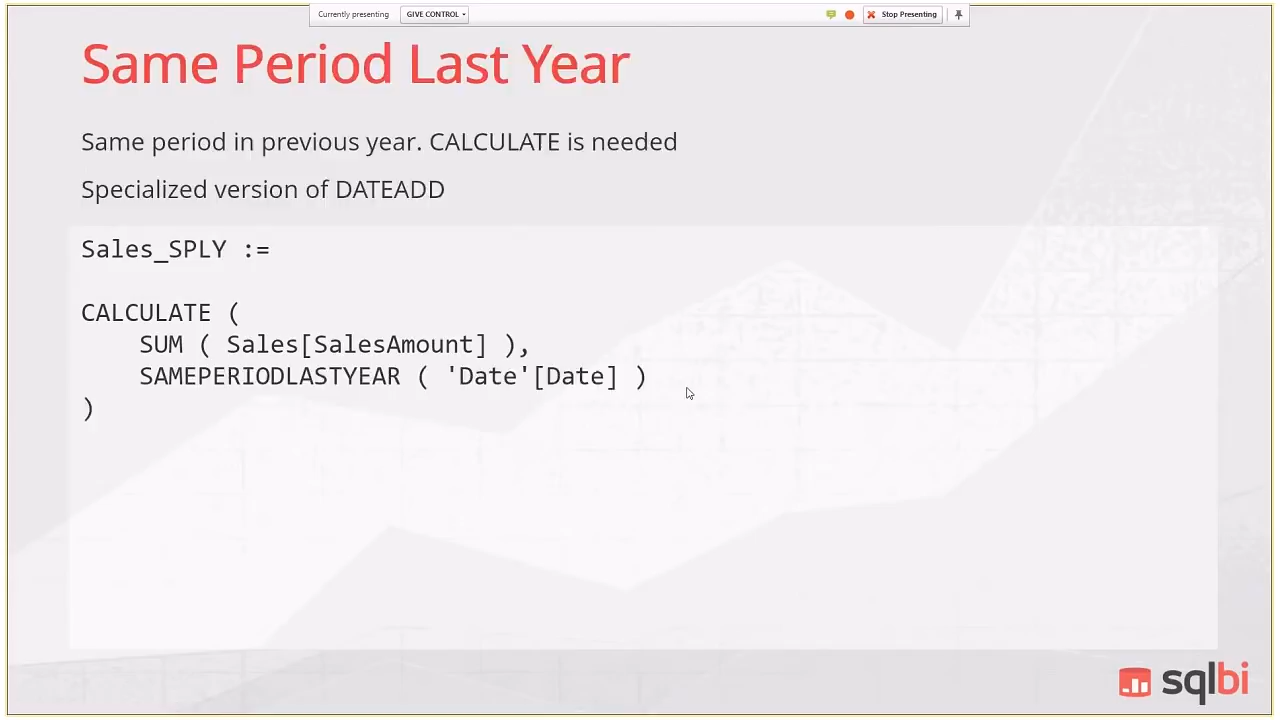 Currently presenting GIVE CONTROL Stop Presenting
Same Period Last Year
Same period in previous year. CALCULATE is needed
Specialized version of DATEADD
Sales_SPLY :=
CALCULATE (
SUM ( Sales[SalesAmount] ),
SAMEPERIODLASTYEAR ( 'Date'[Date] )
)
sqlbi